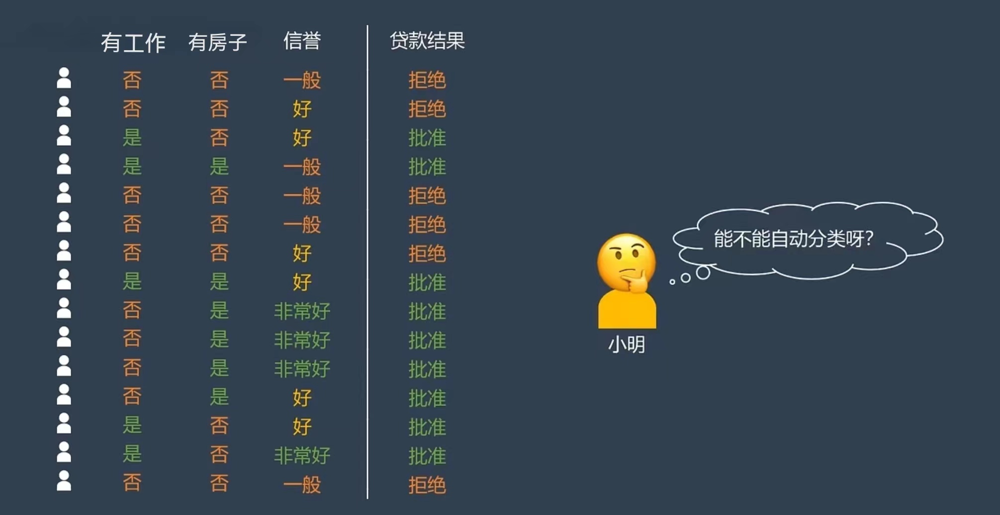 有工作 有房子 信誉 贷款结果
否 否 一般 拒绝
否 否 好 拒绝
是 否 好 批准
是 是 一般 批准
否 否 一般 拒绝
否 否 一般 拒绝
否 否 好 拒绝
是 是 好 批准
否 是 非常好 批准
否 是 非常好 批准
否 是 非常好 批准
否 是 好 批准
是 否 好 批准
是 否 非常好 批准
否 否 一般 拒绝
能不能自动分类呀?
小明